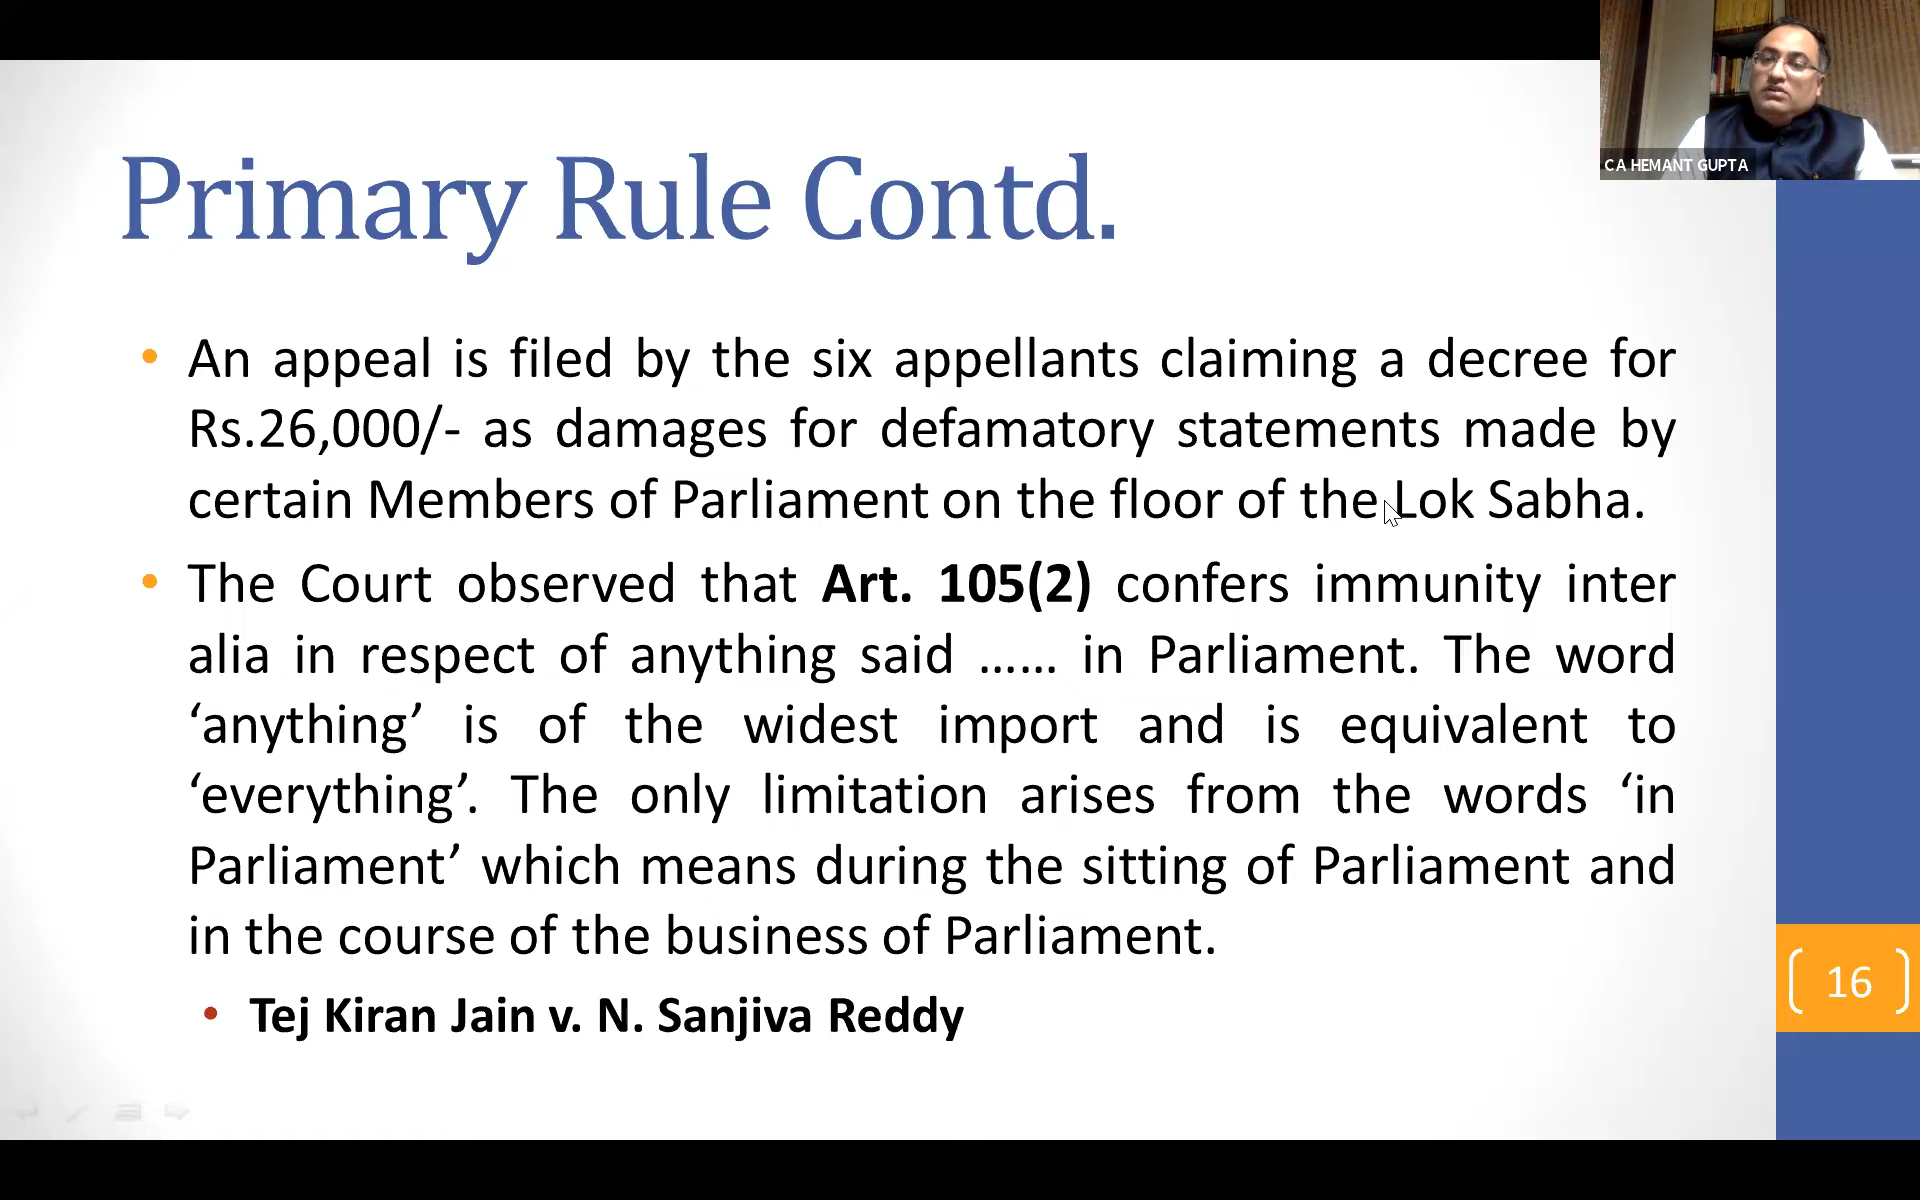 CA HEMANT GUPTA
Primary Rule Contd.
• An appeal is filed by the six appellants claiming a decree for
Rs.26,000/- as damages for defamatory statements made by
certain Members of Parliament on the floor of the Lok Sabha.
• The Court observed that Art. 105(2) confers immunity inter
alia in respect of anything said …… in Parliament. The word
‘anything’ is of the widest import and is equivalent to
‘everything’. The only limitation arises from the words ‘in
Parliament’ which means during the sitting of Parliament and
in the course of the business of Parliament.
• Tej Kiran Jain v. N. Sanjiva Reddy
16